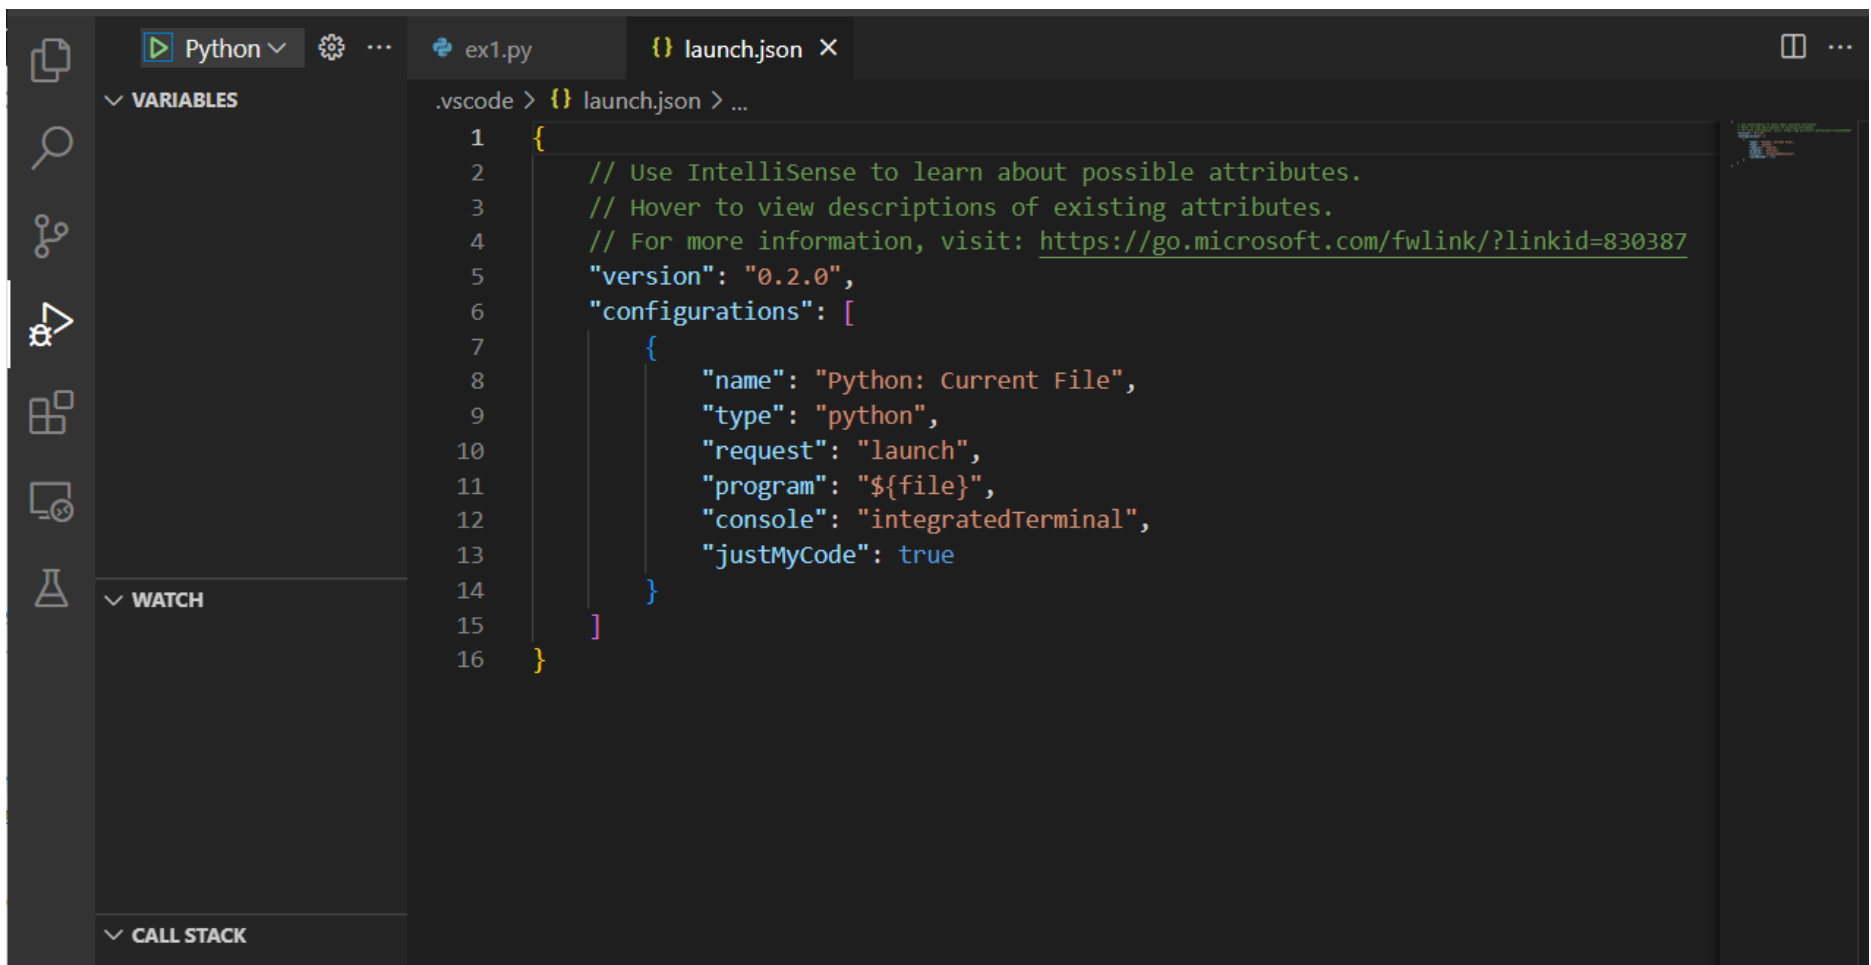 Python
ex1.py
launch.json
VARIABLES
.vscode > {} launch.json > ...
1 {
2 // Use IntelliSense to learn about possible attributes.
3 // Hover to view descriptions of existing attributes.
4 // For more information, visit: https://go.microsoft.com/fwlink/?linkid=830387
5 "version": "0.2.0",
6 "configurations": [
7 {
8 "name": "Python: Current File",
9 "type": "python",
10 "request": "launch",
11 "program": "${file}",
12 "console": "integratedTerminal",
13 "justMyCode": true
14 }
15 ]
16 }
WATCH
CALL STACK